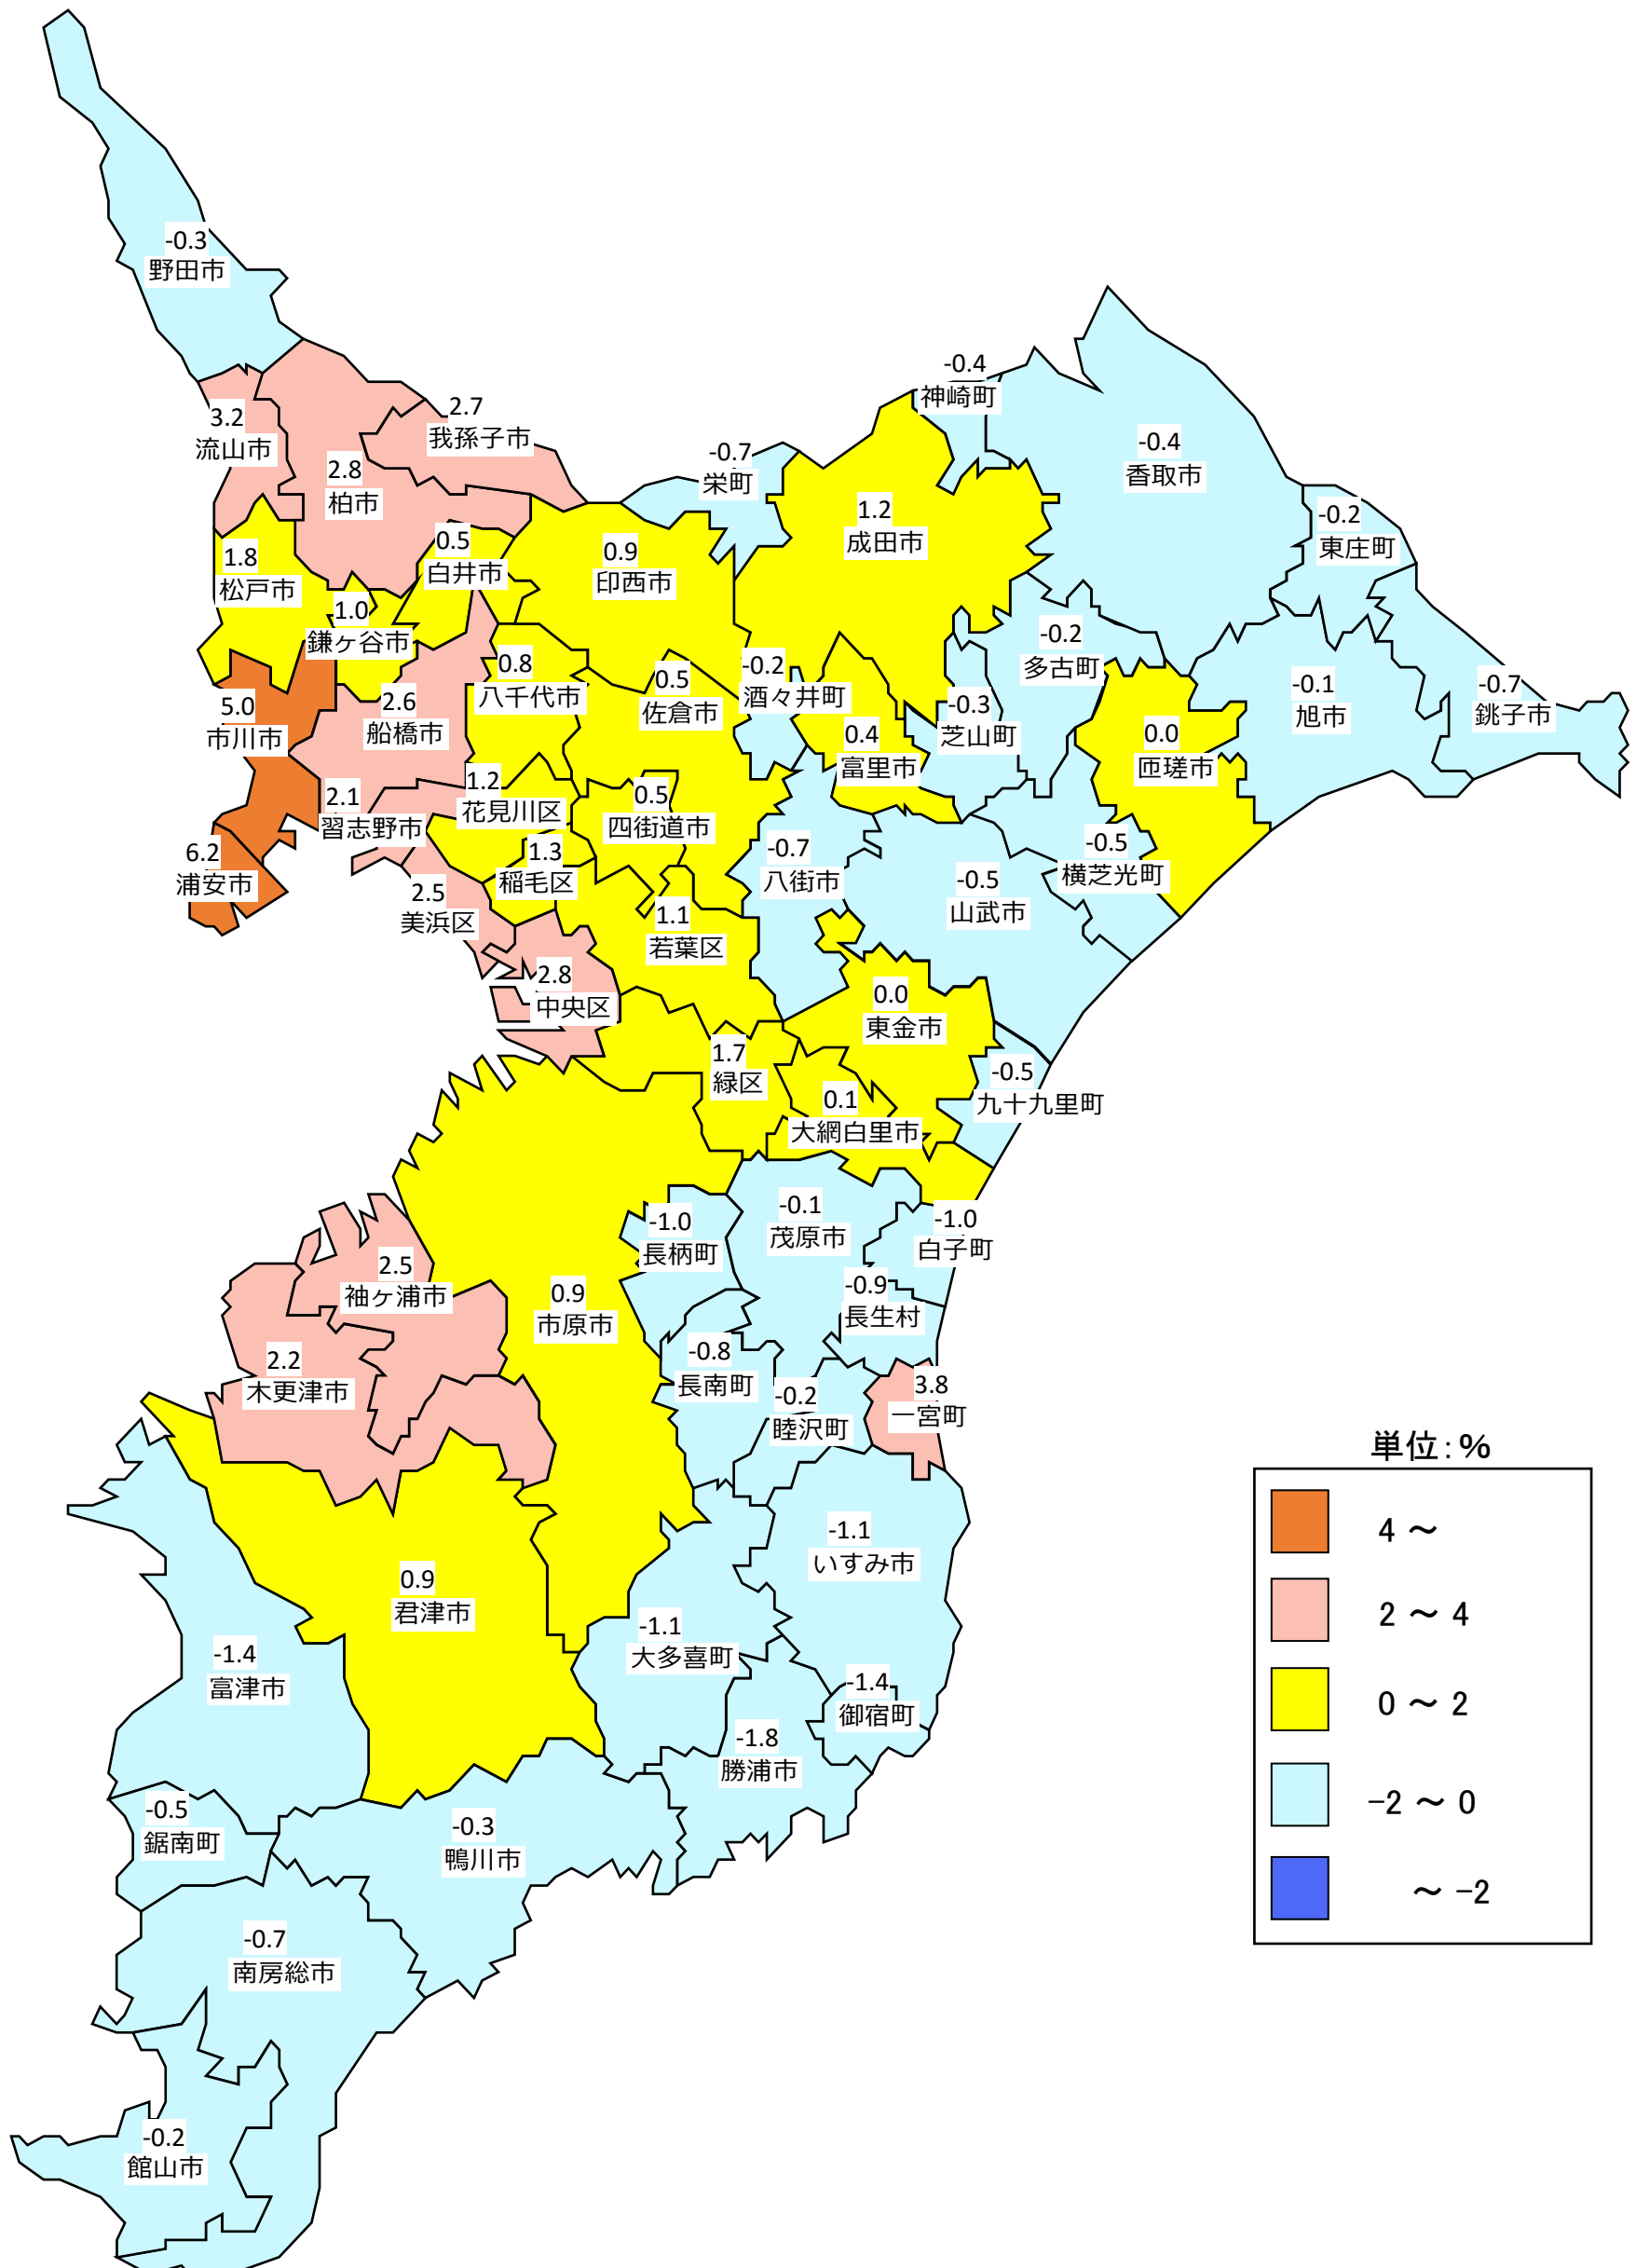 -0.3
野田市
-0.4
神崎町
3.2
流山市
2.7
我孫子市
2.8
柏市
-0.7
栄町
-0.4
香取市
1.2
成田市
-0.2
東庄町
1.8
松戸市
0.5
白井市
0.9
印西市
1.0
鎌ヶ谷市
-0.2
多古町
0.8
八千代市
0.5
佐倉市
-0.2
酒々井町
-0.3
芝山町
-0.1
旭市
-0.7
銚子市
5.0
市川市
2.6
船橋市
0.4
富里市
0.0
匝瑳市
2.1
習志野市
1.2
花見川区
0.5
四街道市
6.2
浦安市
1.3
稲毛区
-0.7
八街市
-0.5
横芝光町
2.5
美浜区
1.1
若葉区
-0.5
山武市
2.8
中央区
0.0
東金市
1.7
緑区
-0.5
九十九里町
0.1
大網白里市
-1.0
長柄町
-0.1
茂原市
-1.0
白子町
2.5
袖ヶ浦市
0.9
市原市
-0.9
長生村
2.2
木更津市
-0.8
長南町
-0.2
睦沢町
3.8
一宮町
単位:%
4 ～
2 ～ 4
0 ～ 2
-2 ～ 0
～ -2
-1.1
いすみ市
0.9
君津市
-1.1
大多喜町
-1.4
富津市
-1.4
御宿町
-1.8
勝浦市
-0.5
鋸南町
-0.3
鴨川市
-0.7
南房総市
-0.2
館山市